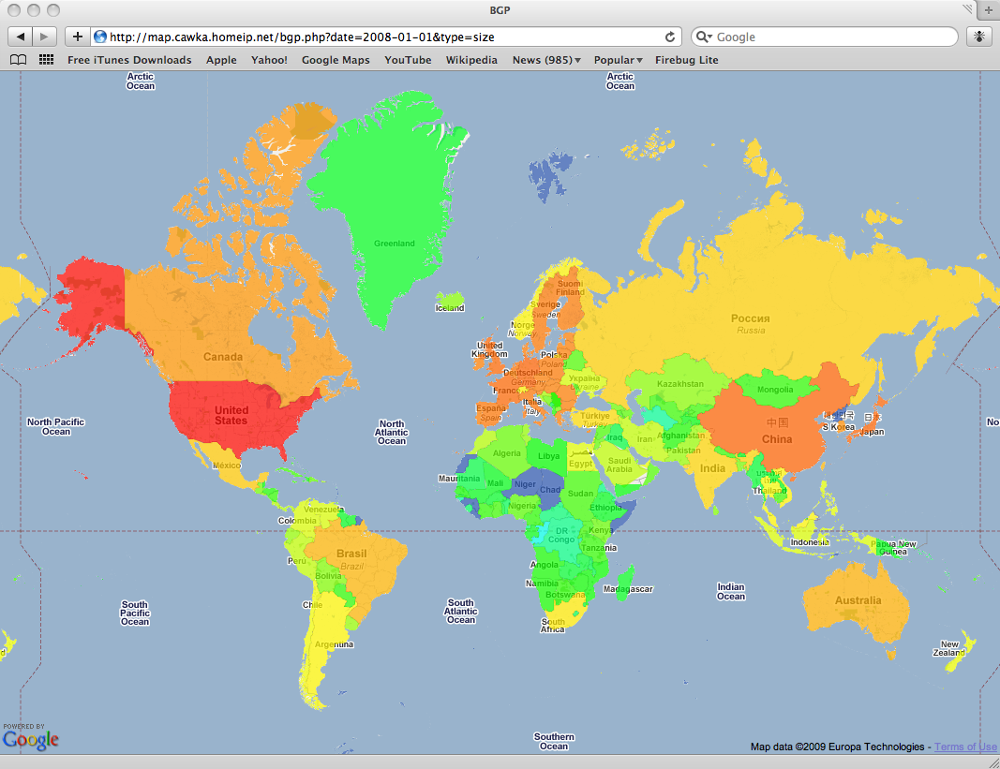 BGP
http://map.cawka.homeip.net/bgp.php?date=2008-01-01&type=size
Google
Free iTunes Downloads Apple Yahoo! Google Maps YouTube Wikipedia News (985) Popular Firebug Lite
Arctic
Ocean
Arctic
Ocean
Greenland
Iceland
Suomi
Finland
Sverige
Sweden
Norge
Norway
Россия
Russia
United
Kingdom
Polska
Poland
Canada
Deutschland
Germany
Україна
Ukraine
France
Kazakhstan
Mongolia
Italia
Italy
España
Spain
Türkiye
Turkey
United
States
North Pacific
Ocean
North
Atlantic
Ocean
中国
China
S Korea
日本
Japan
No
Iraq
Iran
Afghanistan
Pakistan
Algeria
Libya
Egypt
Saudi
Arabia
India
México
Mauritania
Mali
Niger
Chad
Sudan
Thailand
Nigeria
Ethiopia
Venezuela
Colombia
Kenya
DR
Congo
Tanzania
Indonesia
Papua New
Guinea
Brasil
Brazil
Perú
Bolivia
Angola
Namibia
Botswana
Madagascar
Indian
Ocean
Australia
South
Pacific
Ocean
Chile
South
Atlantic
Ocean
South
Africa
Argentina
New
Zealand
d
POWERED BY
Google
Southern
Ocean
Map data ©2009 Europa Technologies - Terms of Use